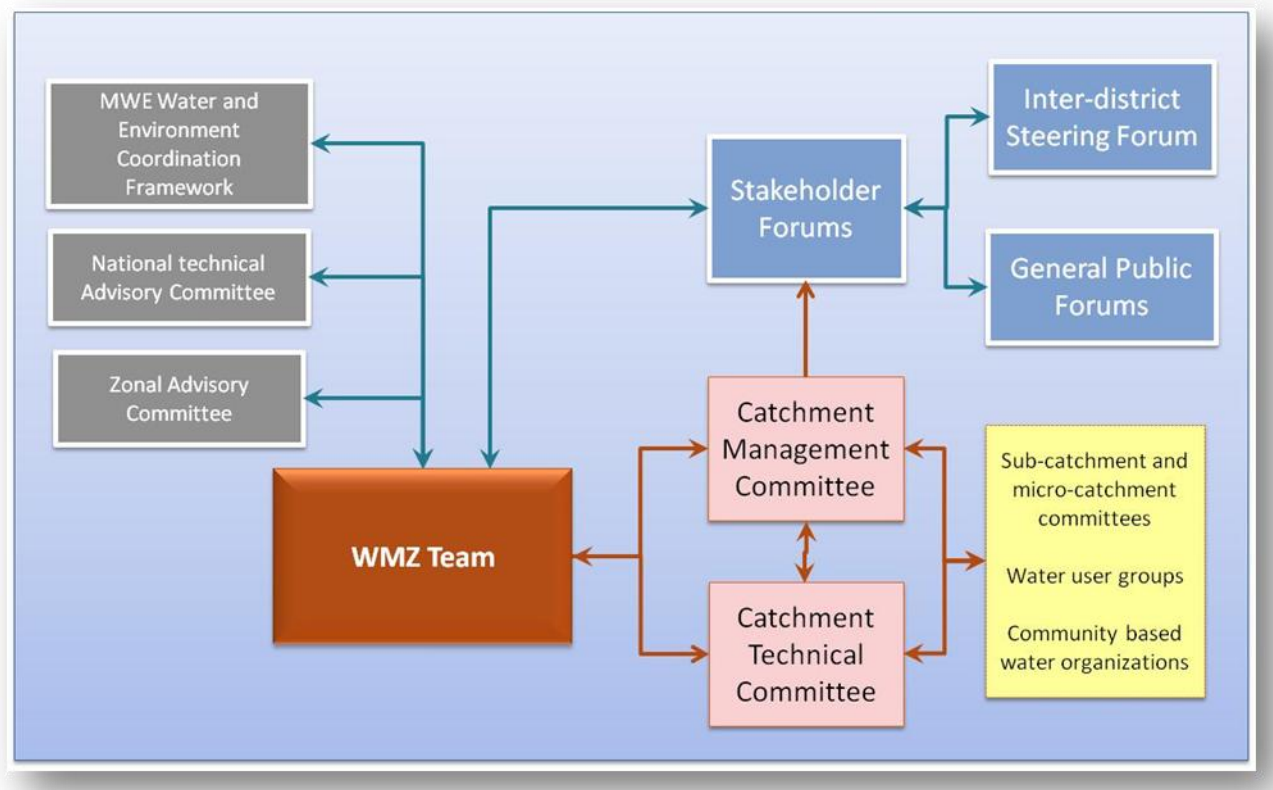 MWE Water and
Environment
Coordination
Framework
National technical
Advisory Committee
Zonal Advisory
Committee
WMZ Team
Stakeholder
Forums
Inter-district
Steering Forum
General Public
Forums
Catchment
Management
Committee
Catchment
Technical
Committee
Sub-catchment and
micro-catchment
committees
Water user groups
Community based
water organizations